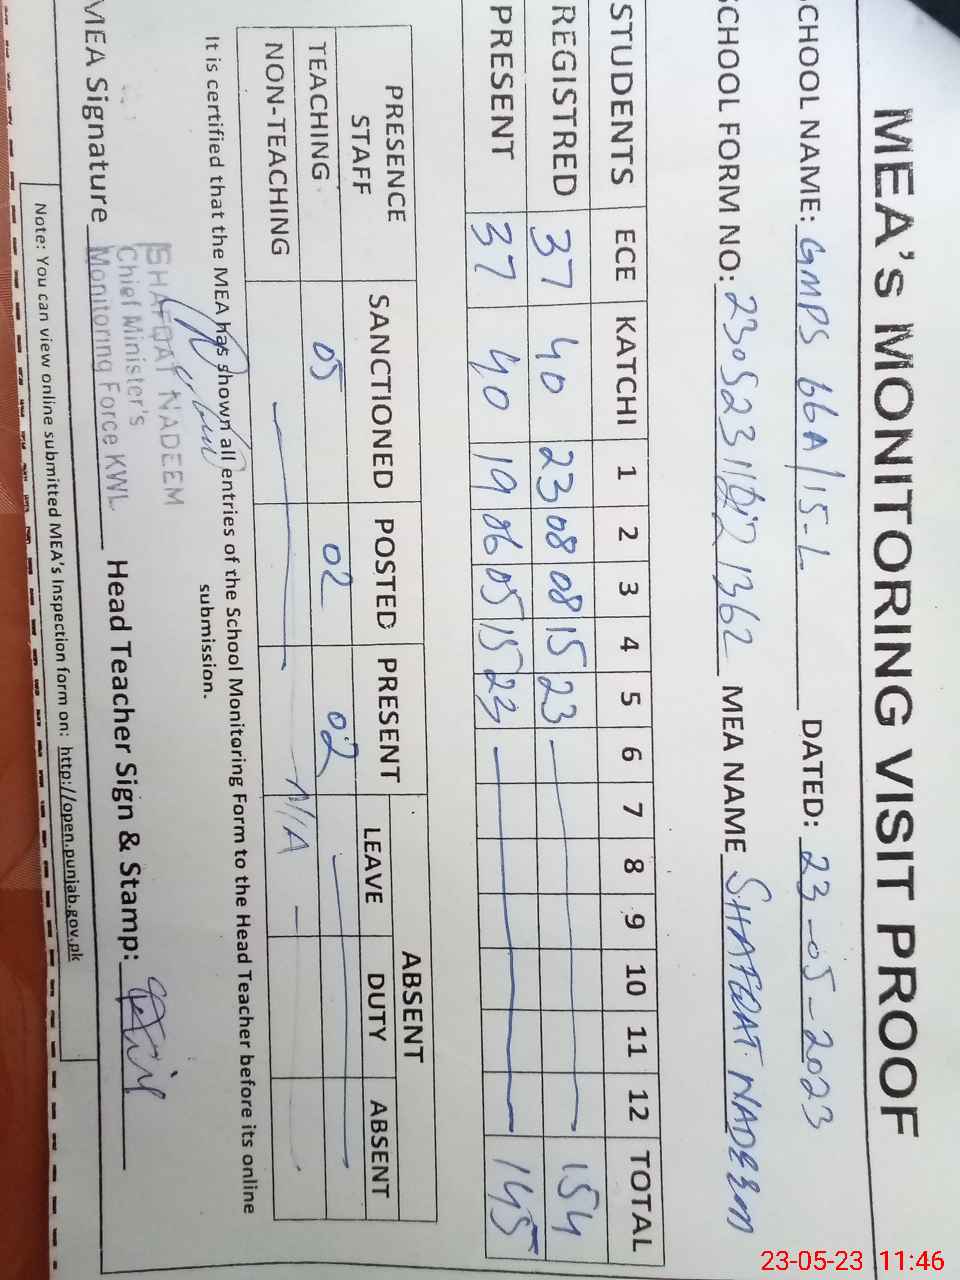 MEA's MONITORING VISIT PROOF
SCHOOL NAME: GMPS 66A/15-L DATED: 23-05-2023
SCHOOL FORM NO: MEA NAME SHAFQAT NADEEM
STUDENTS ECE KATCHI 1 2 3 4 5 6 7 8 9 10 11 12 TOTAL
REGISTRED 37 40 23 08 08 15 23 154
PRESENT 37 40 19 06 05 15 23 145
PRESENCE STAFF SANCTIONED POSTED PRESENT ABSENT
LEAVE DUTY ABSENT
TEACHING 05 02 02
NON-TEACHING N/A
It is certified that the MEA has shown all entries of the School Monitoring Form to the Head Teacher before its online
submission.
SHAFQAT NADEEM
Chief Minister's
Monitoring Force KWL
MEA Signature Head Teacher Sign & Stamp:
Note: You can view online submitted MEA's Inspection form on: http://open.punjab.gov.pk
23-05-23 11:46